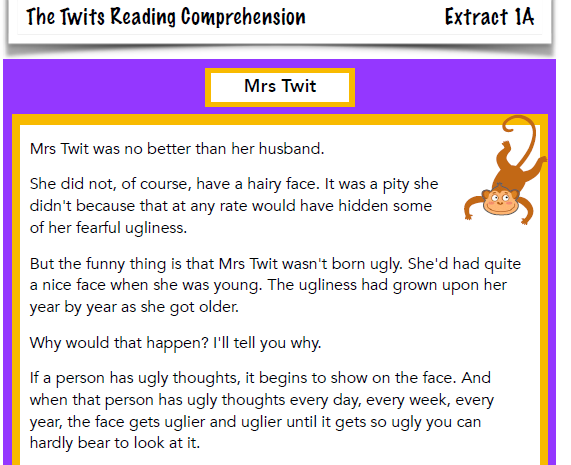 The Twits Reading Comprehension Extract 1A
Mrs Twit
Mrs Twit was no better than her husband.
She did not, of course, have a hairy face. It was a pity she
didn't because that at any rate would have hidden some
of her fearful ugliness.
But the funny thing is that Mrs Twit wasn't born ugly. She'd had quite
a nice face when she was young. The ugliness had grown upon her
year by year as she got older.
Why would that happen? I'll tell you why.
If a person has ugly thoughts, it begins to show on the face. And
when that person has ugly thoughts every day, every week, every
year, the face gets uglier and uglier until it gets so ugly you can
hardly bear to look at it.